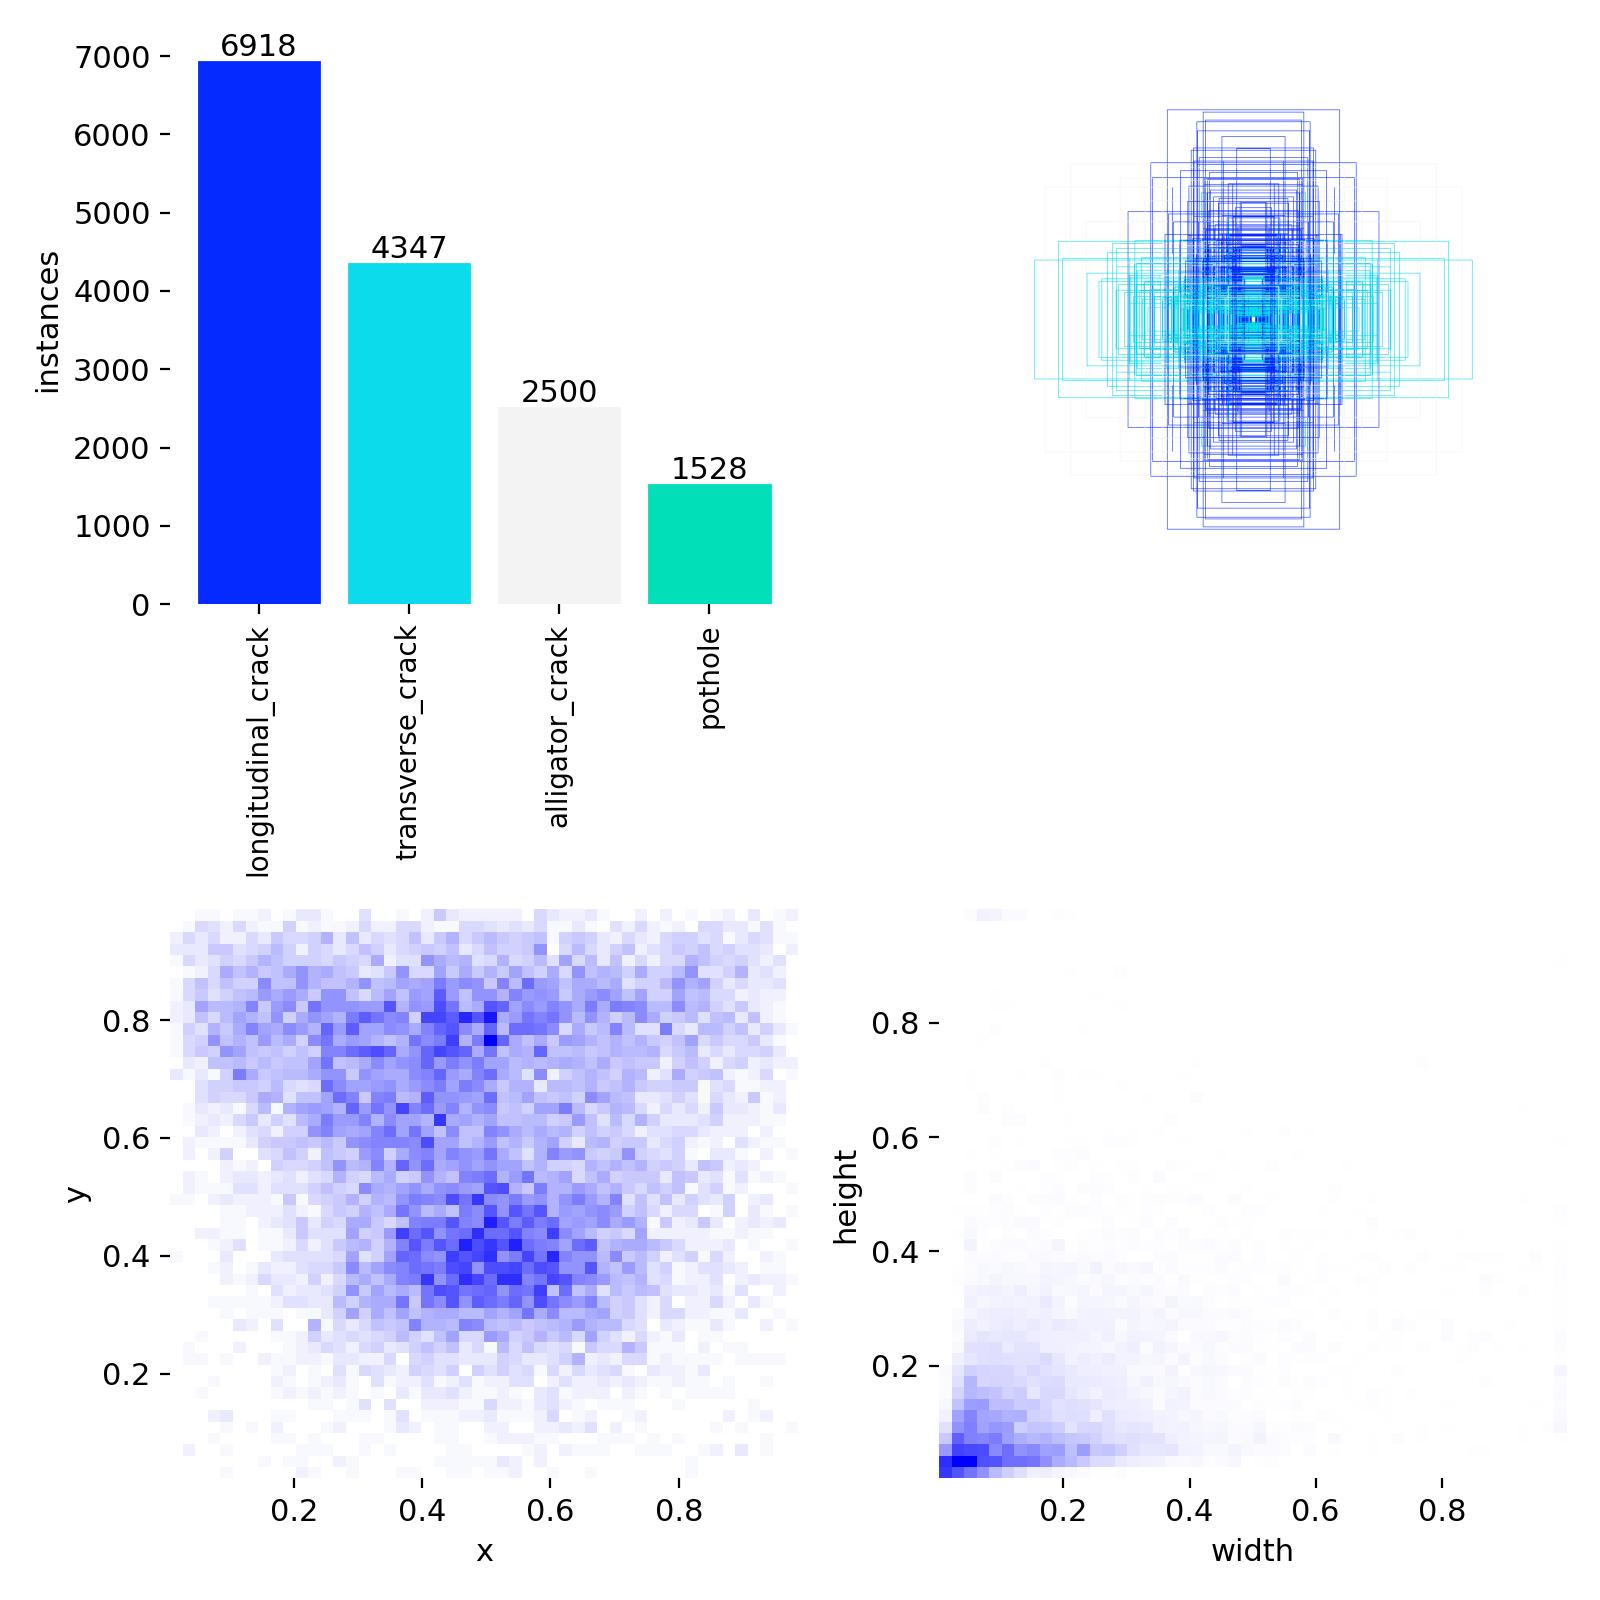 7000
6000
5000
4000
3000
2000
1000
0
instances
6918
4347
2500
1528
longitudinal_crack
transverse_crack
alligator_crack
pothole
0.8
0.6
0.4
0.2
y
0.2 0.4 0.6 0.8
x
0.8
0.6
0.4
0.2
height
0.2 0.4 0.6 0.8
width